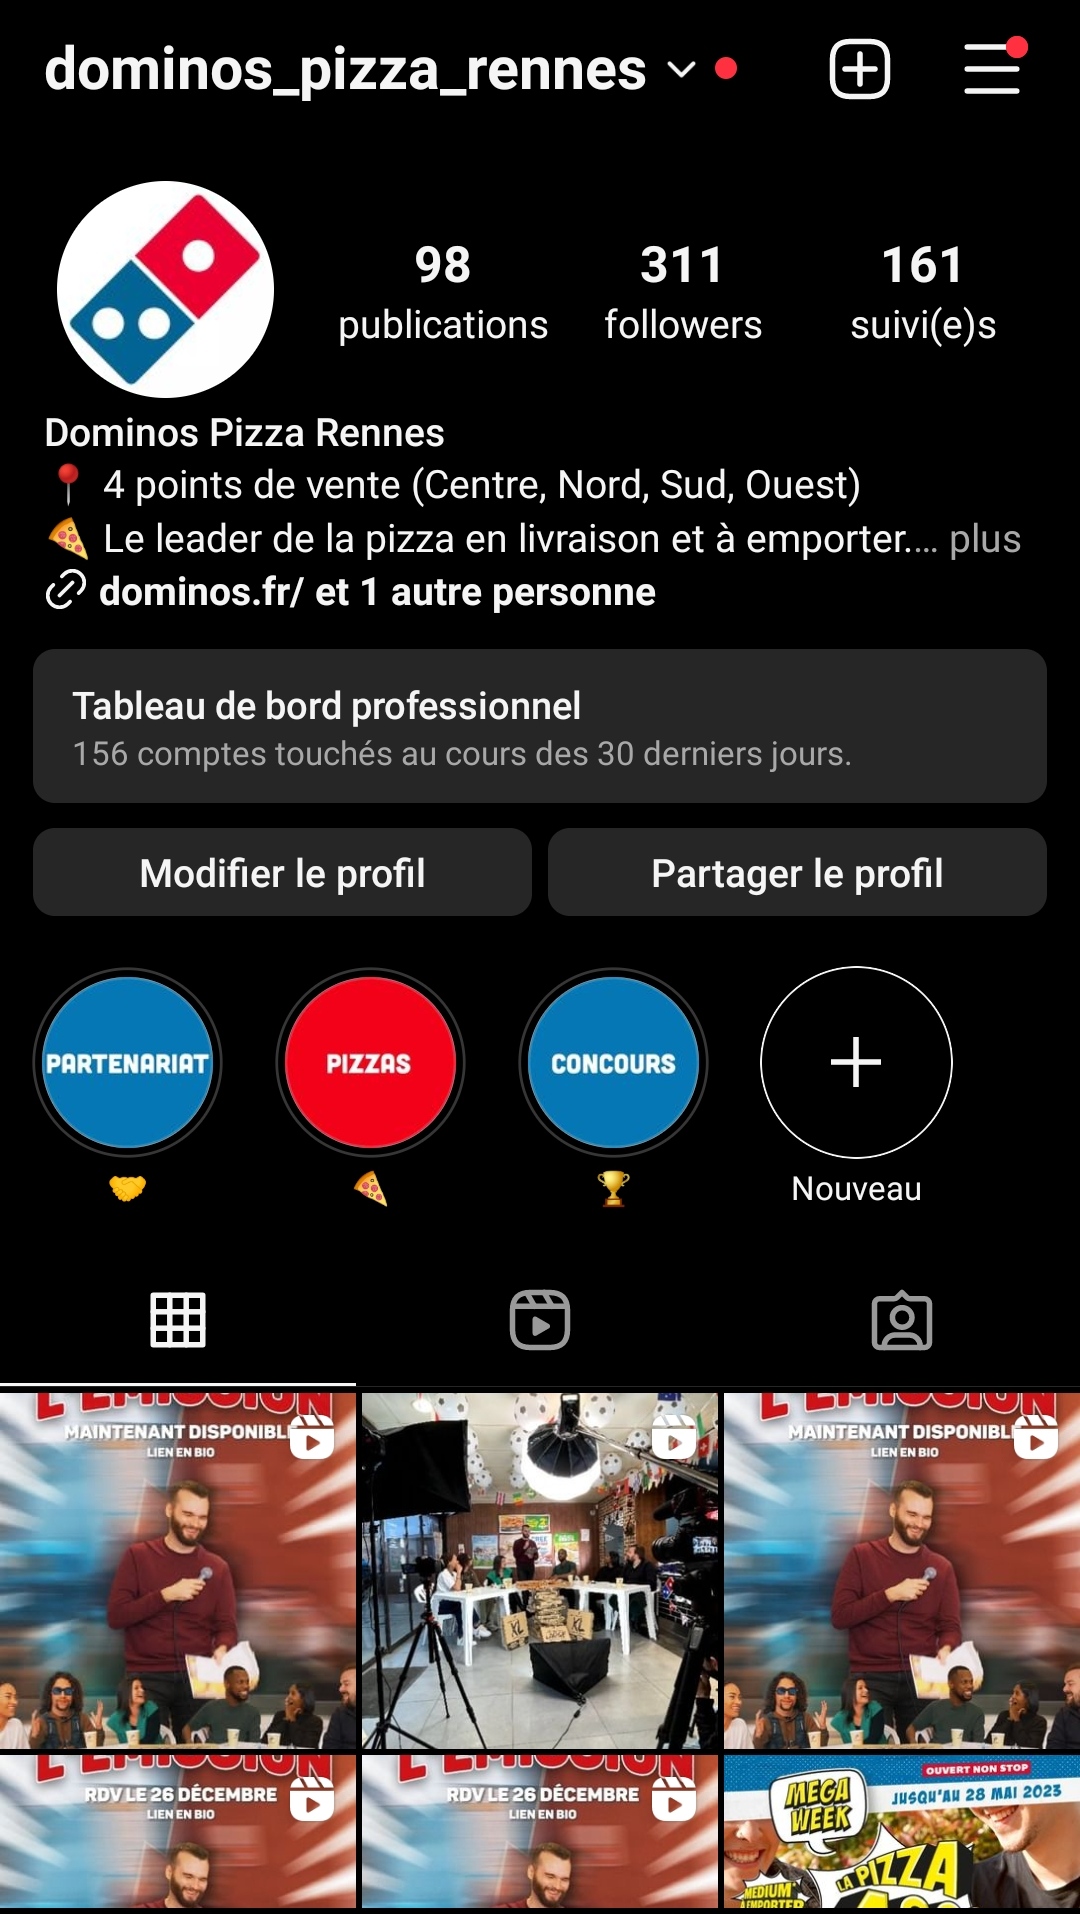 dominos_pizza_rennes
98
publications
311
followers
161
suivi(e)s
Dominos Pizza Rennes
📍 4 points de vente (Centre, Nord, Sud, Ouest)
🍕 Le leader de la pizza en livraison et à emporter.... plus
dominos.fr/ et 1 autre personne
Tableau de bord professionnel
156 comptes touchés au cours des 30 derniers jours.
Modifier le profil
Partager le profil
PARTENARIAT
PIZZAS
CONCOURS
🤝
🍕
🏆
Nouveau
L'ÉMISSION
MAINTENANT DISPONIBL
LIEN EN BIO
XL
L'ÉMISSION
MAINTENANT DISPONIBL
LIEN EN BIO
L'ÉMISSION
RDV LE 26 DÉCEMBRE
LIEN EN BIO
L'ÉMISSION
RDV LE 26 DÉCEMBRE
LIEN EN BIO
OUVERT NON STOP
MEGA
WEEK
JUSQU'AU 28 MAI 2023
LA PIZZA
MEDIUM*
À EMPORTER